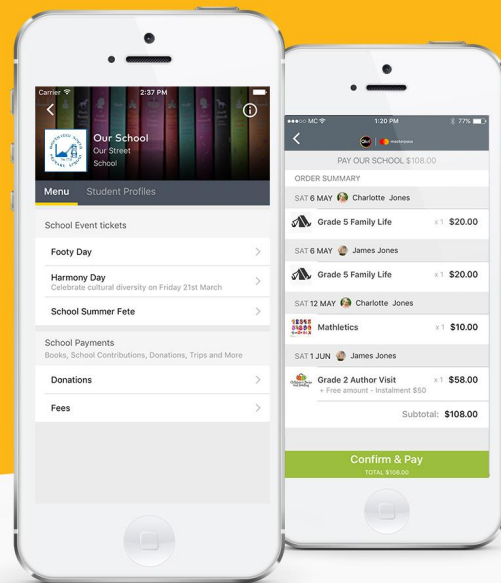 Carrier
2:37 PM
Our School
Our Street
School
Menu
Student Profiles
School Event tickets
Footy Day
Harmony Day
Celebrate cultural diversity on Friday 21st March
School Summer Fete
School Payments
Books, School Contributions, Donations, Trips and More
Donations
Fees
MC
1:20 PM
77%
Qkr!
masterpass
PAY OUR SCHOOL $108.00
ORDER SUMMARY
SAT 6 MAY Charlotte Jones
Grade 5 Family Life x 1 $20.00
SAT 6 MAY James Jones
Grade 5 Family Life x 1 $20.00
SAT 12 MAY Charlotte Jones
Mathletics x 1 $10.00
SAT 1 JUN James Jones
Grade 2 Author Visit x 1 $58.00
+ Free amount - Instalment $50
Subtotal: $108.00
Confirm & Pay
TOTAL $108.00